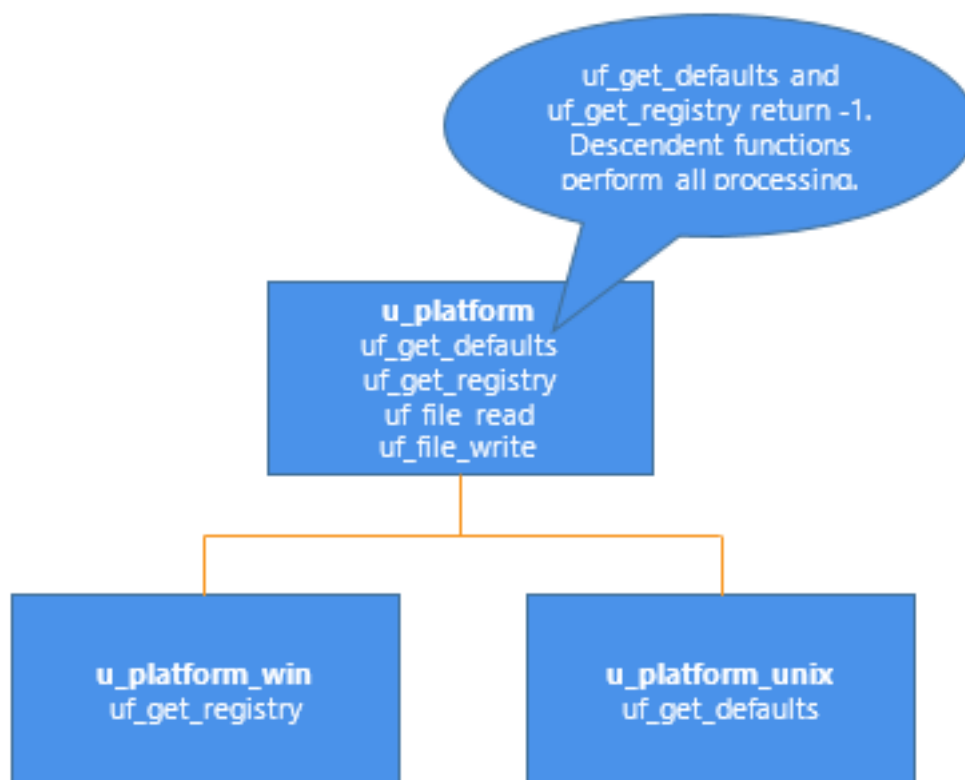 uf_get_defaults and
uf_get_registry return -1.
Descendent functions
perform all processing.
u_platform
uf_get_defaults
uf_get_registry
uf_file_read
uf_file_write
u_platform_win
uf_get_registry
u_platform_unix
uf_get_defaults